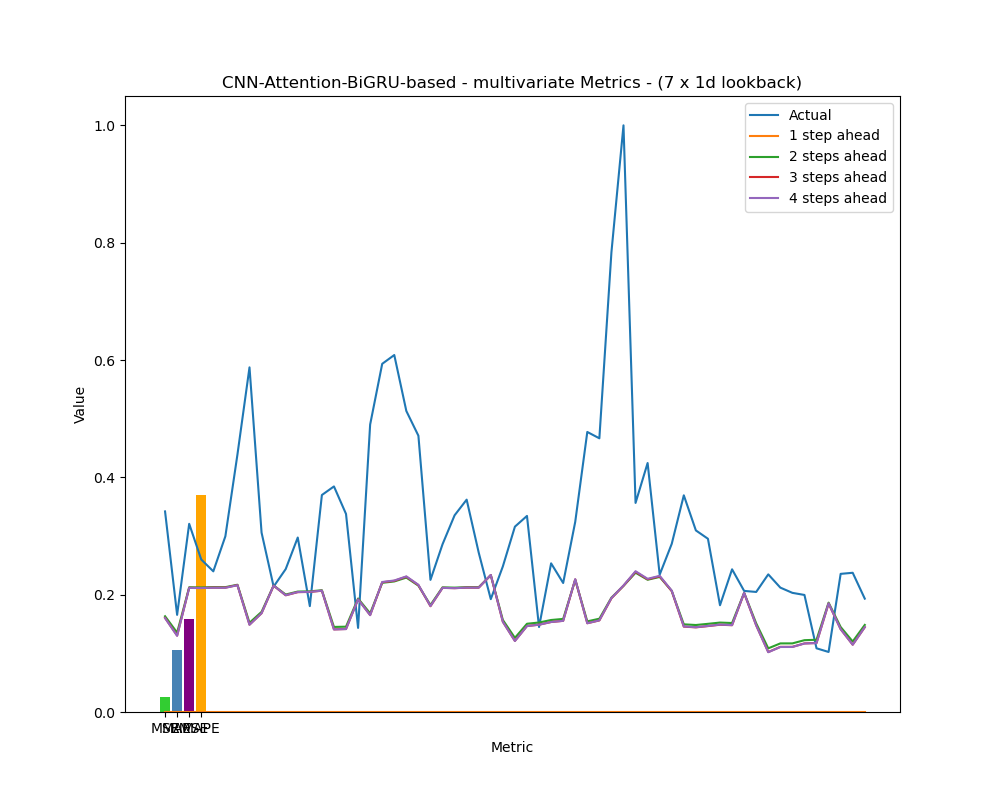 CNN-Attention-BiGRU-based - multivariate Metrics - (7 x 1d lookback)
Actual
1 step ahead
2 steps ahead
3 steps ahead
4 steps ahead
1.0
0.8
0.6
0.4
0.2
0.0
Value
Metric